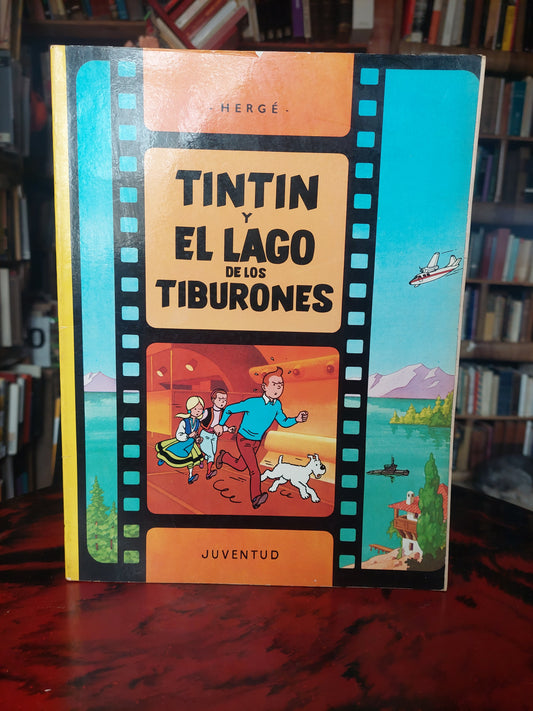 - HERGÉ -
TINTIN
Y
EL LAGO
DE LOS
TIBURONES
JUVENTUD